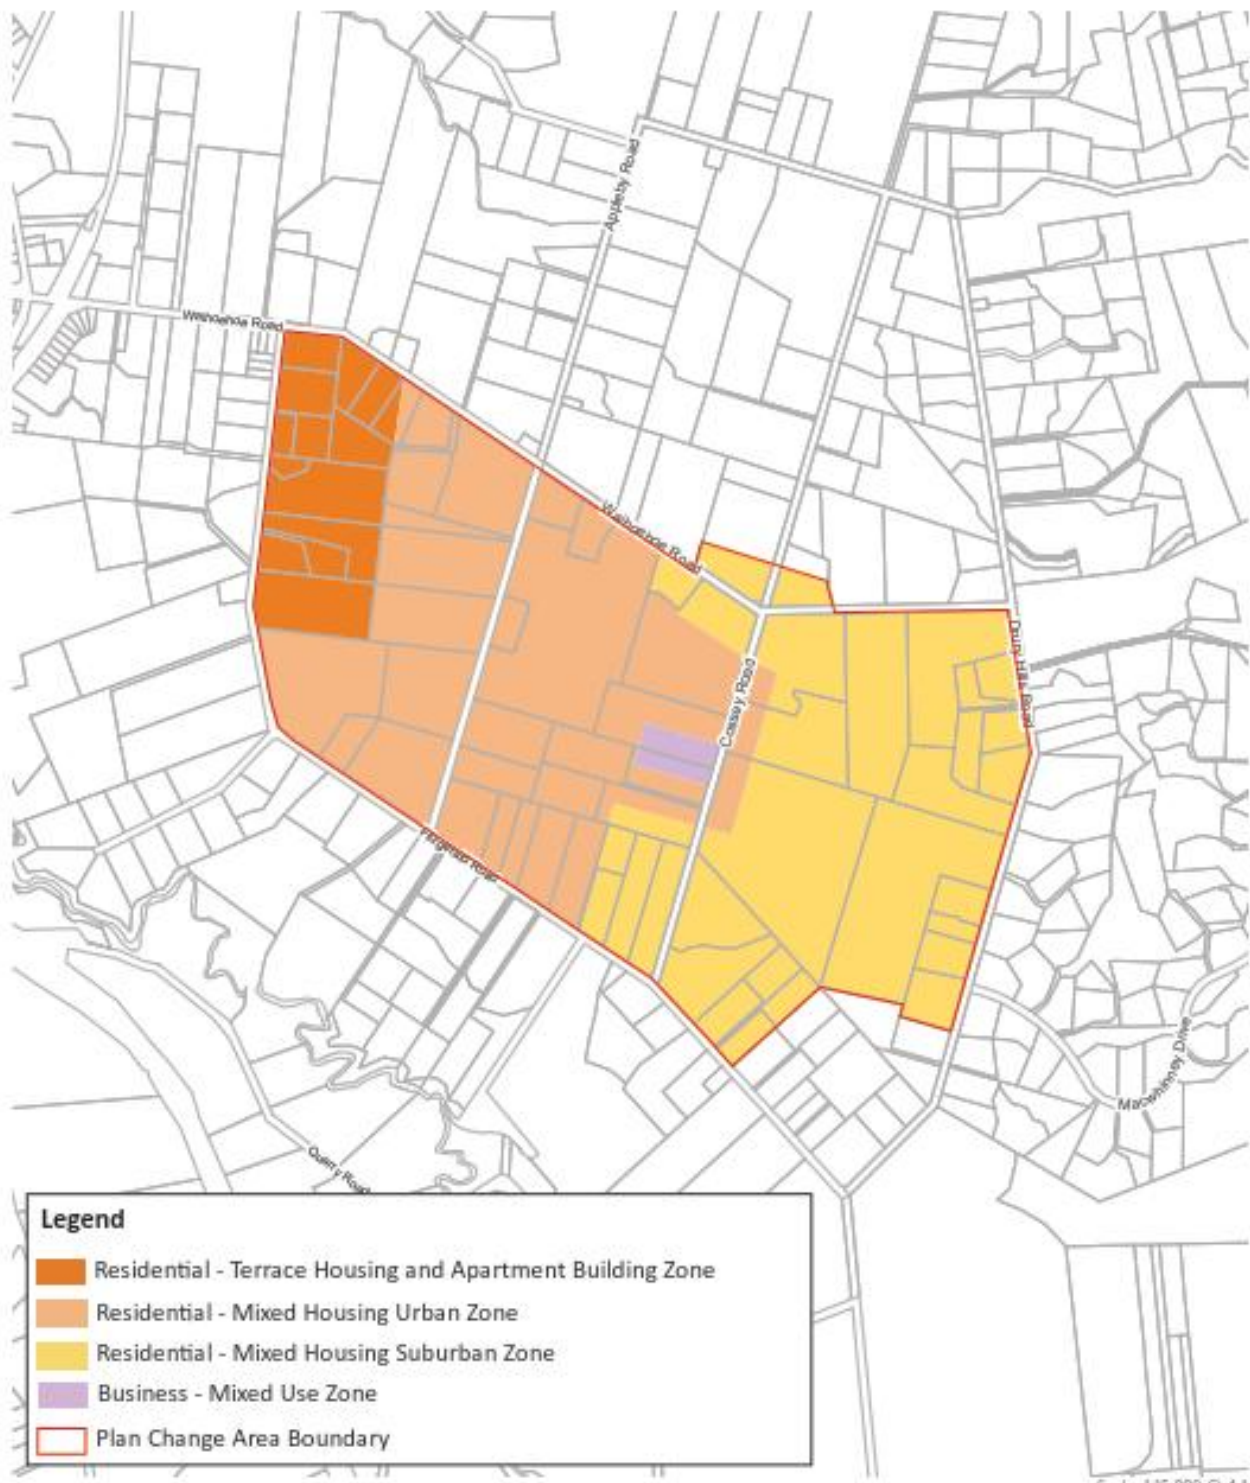 Appleby Road
Waihoehoe Road
Waihoehoe Road
Drury Hills Road
Cossey Road
Fitzgerald Road
Macwhinney Drive
Quarry Road
Legend
Residential - Terrace Housing and Apartment Building Zone
Residential - Mixed Housing Urban Zone
Residential - Mixed Housing Suburban Zone
Business - Mixed Use Zone
Plan Change Area Boundary